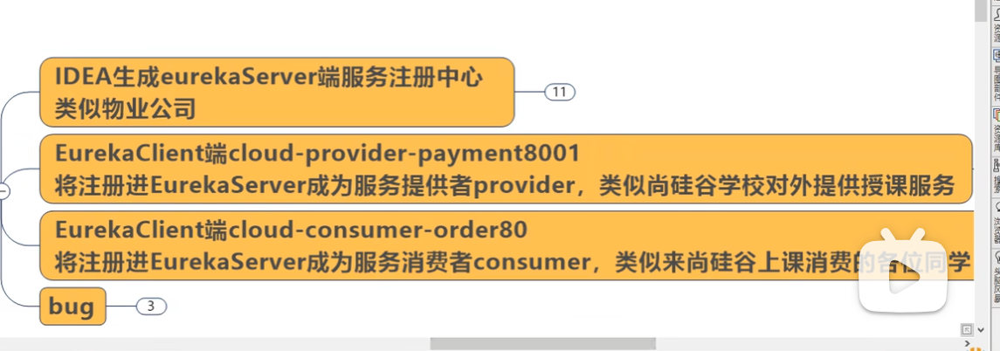 IDEA生成eurekaServer端服务注册中心
类似物业公司
11
EurekaClient端cloud-provider-payment8001
将注册进EurekaServer成为服务提供者provider，类似尚硅谷学校对外提供授课服务
EurekaClient端cloud-consumer-order80
将注册进EurekaServer成为服务消费者consumer，类似来尚硅谷上课消费的各位同学
bug
3